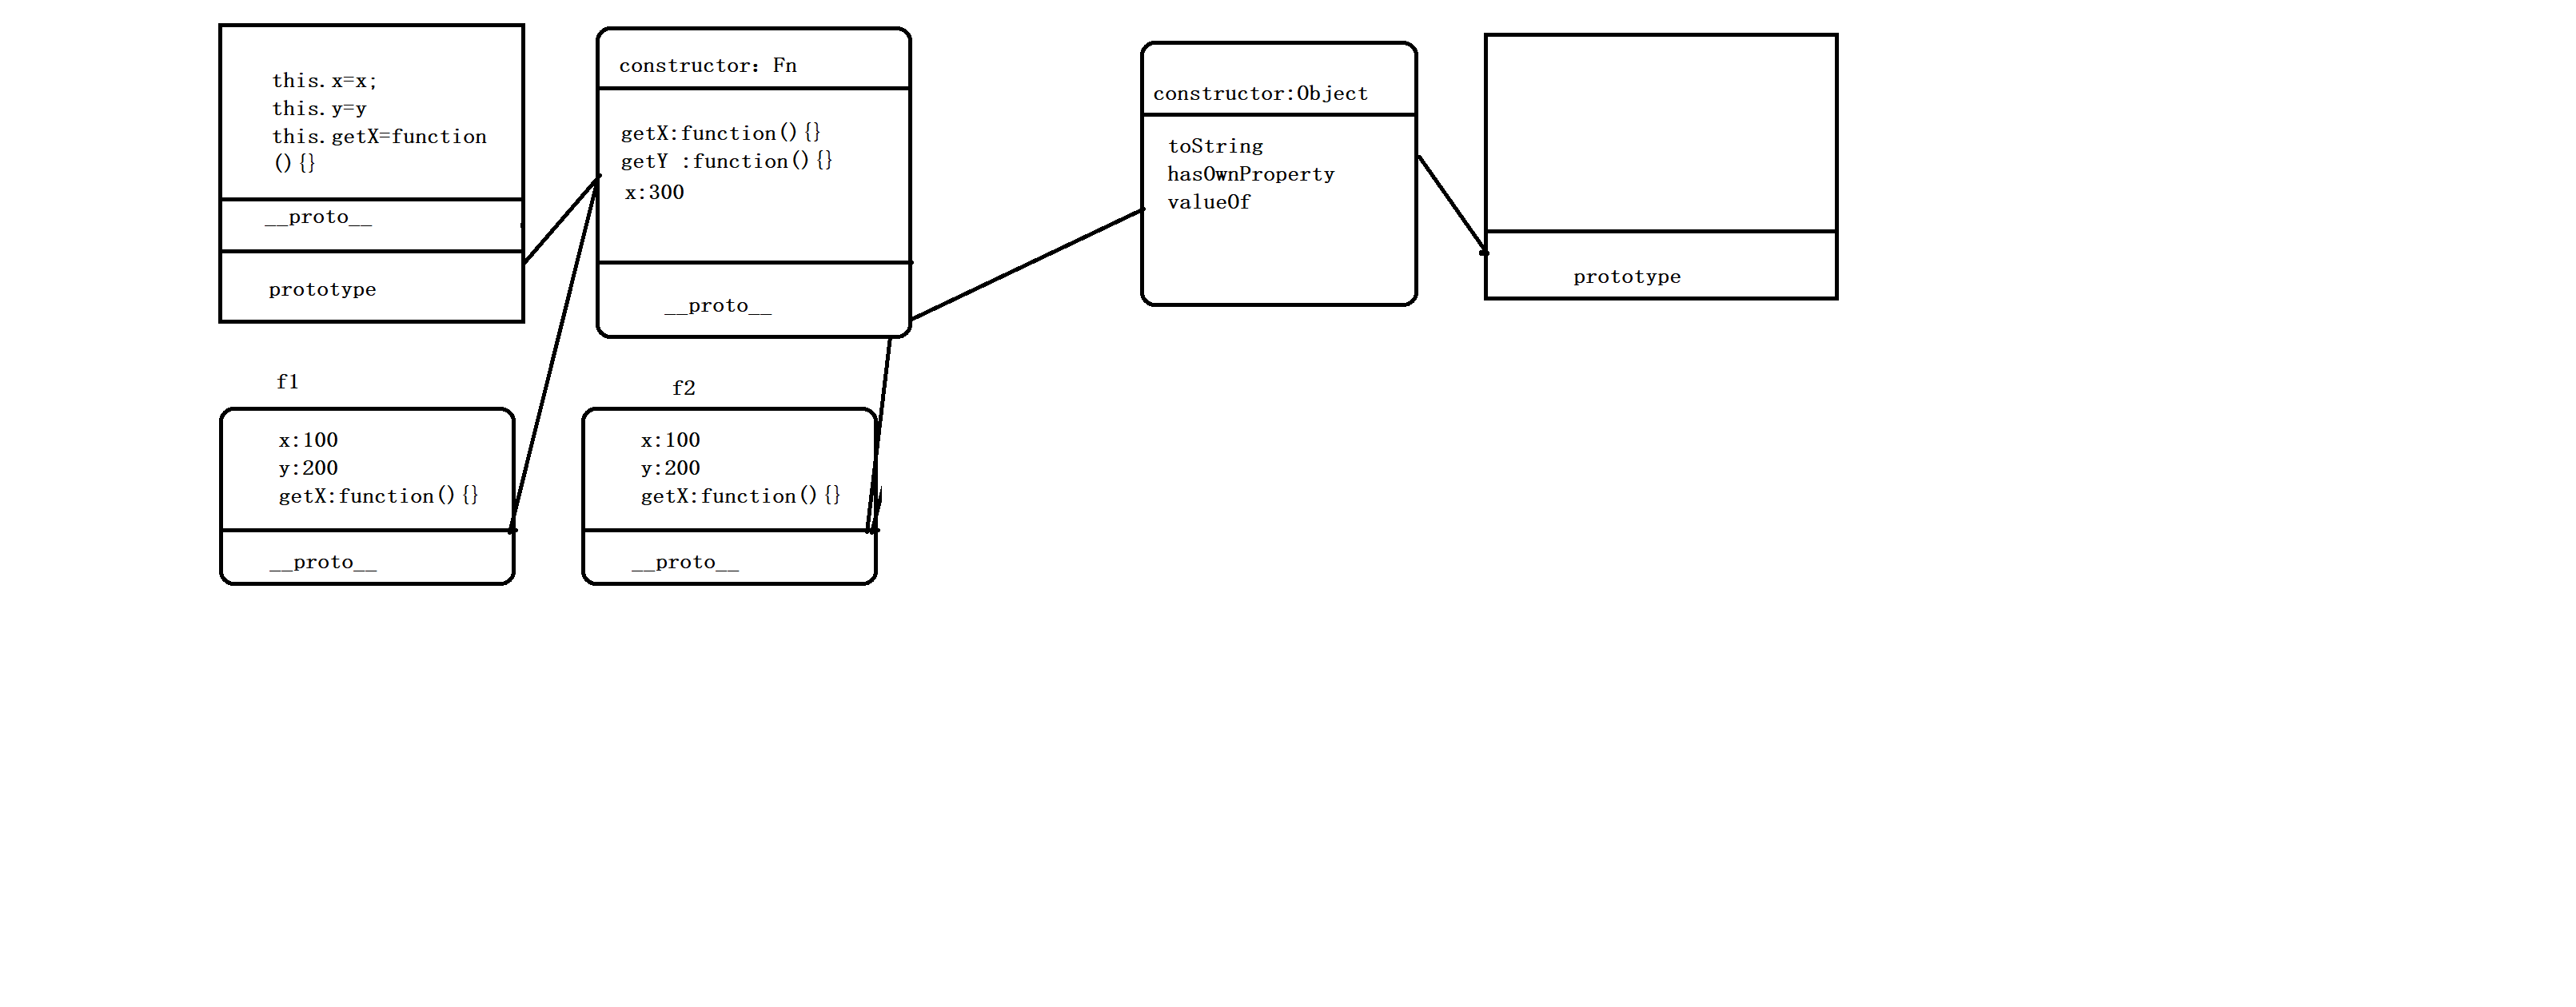 this.x=x;
this.y=y
this.getX=function
(){}
__proto__
prototype
constructor：Fn
getX:function(){}
getY :function(){}
x:300
__proto__
constructor:Object
toString
hasOwnProperty
valueOf
prototype
f1
x:100
y:200
getX:function(){}
__proto__
f2
x:100
y:200
getX:function(){}
__proto__